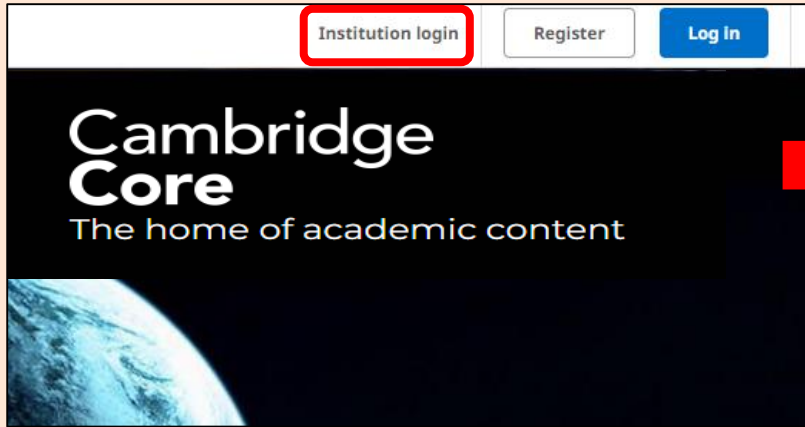 Institution login Register Log in
Cambridge
Core
The home of academic content